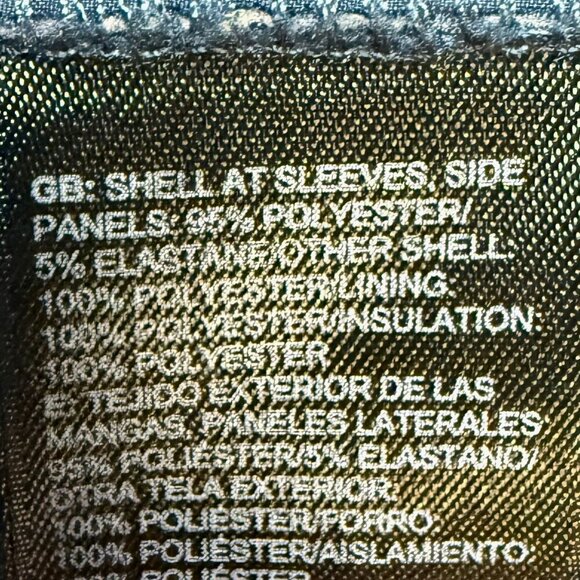 GB: SHELL AT SLEEVES, SIDE
PANELS: 95% POLYESTER/
5% ELASTANE/OTHER SHELL:
100% POLYESTER/LINING:
100% POLYESTER/INSULATION:
100% POLYESTER
E: TEJIDO EXTERIOR DE LAS
MANGAS, PANELES LATERALES
95% POLIÉSTER/5% ELASTANO/
OTRA TELA EXTERIOR:
100% POLIÉSTER/FORRO:
100% POLIÉSTER/AISLAMIENTO:
100% POLIÉSTER